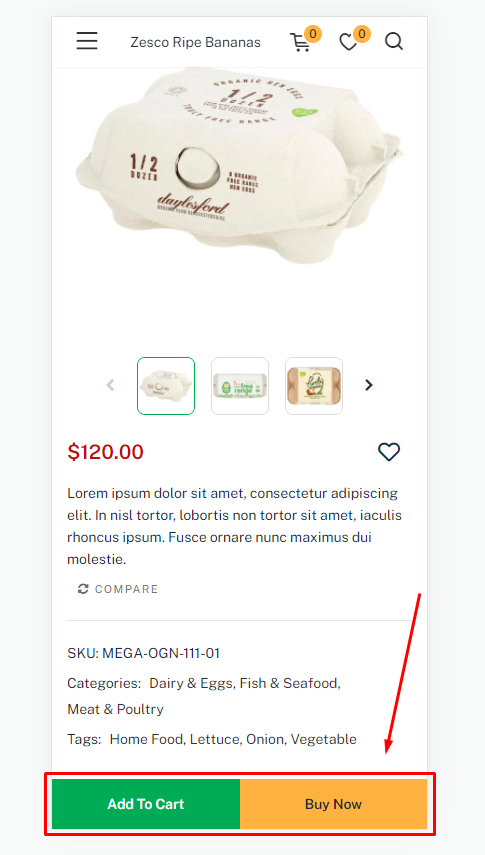 Zesco Ripe Bananas
0
0
ORGANIC HEN EGGS
1/2
DOZEN
TRULY FREE RANGE
1/2
DOZEN
6 ORGANIC
FREE RANGE
HEN EGGS
daylesford
free
range
$120.00
Lorem ipsum dolor sit amet, consectetur adipiscing
elit. In nisl tortor, lobortis non tortor sit amet, iaculis
rhoncus ipsum. Fusce ornare nunc maximus dui
molestie.
COMPARE
SKU: MEGA-OGN-111-01
Categories: Dairy & Eggs, Fish & Seafood,
Meat & Poultry
Tags: Home Food, Lettuce, Onion, Vegetable
Add To Cart
Buy Now